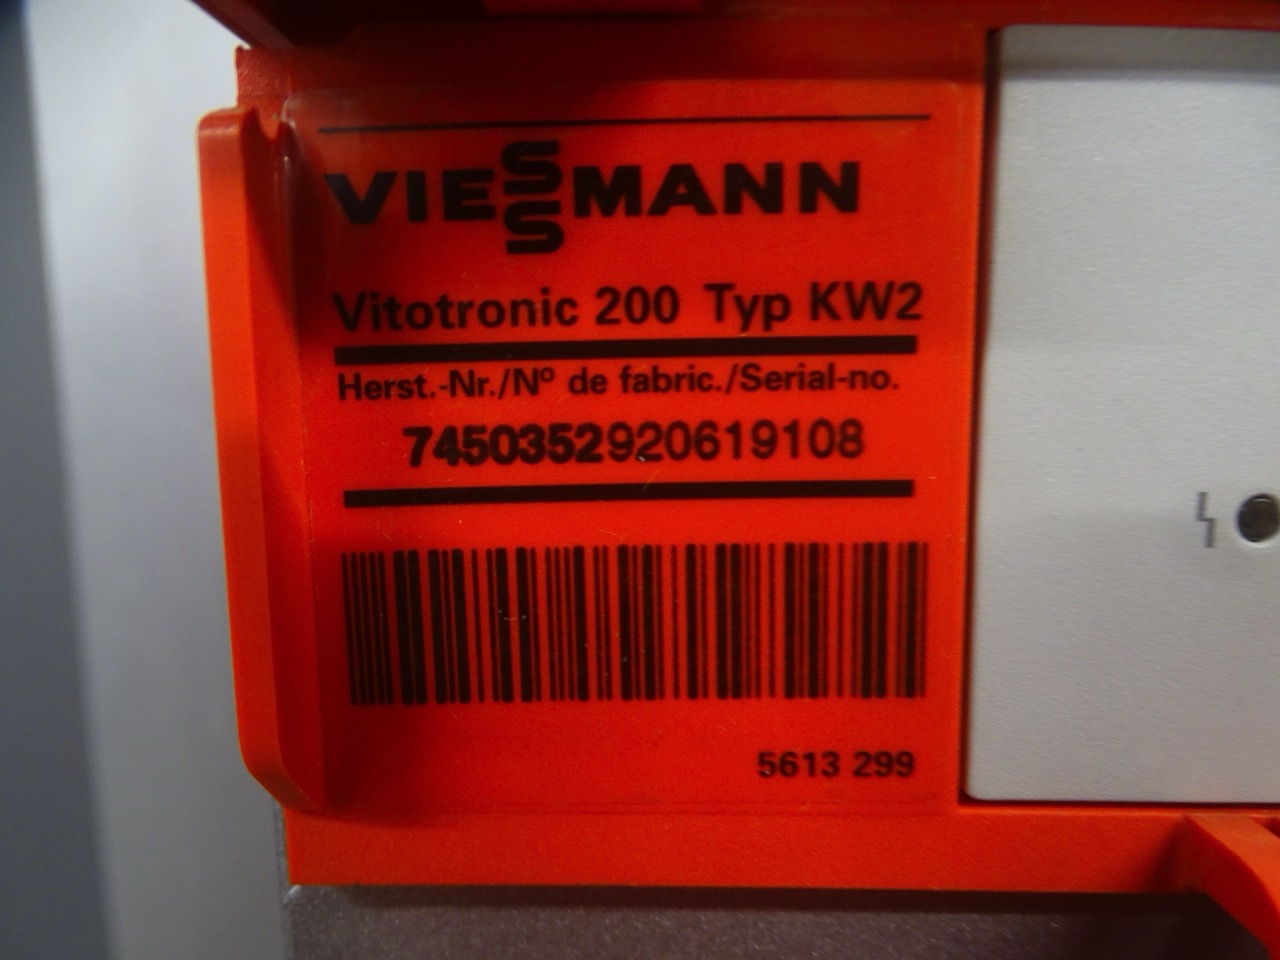 VIESSMANN
Vitotronic 200 Typ KW2
Herst.-Nr./Nº de fabric./Serial-no.
7450352920619108
5613 299